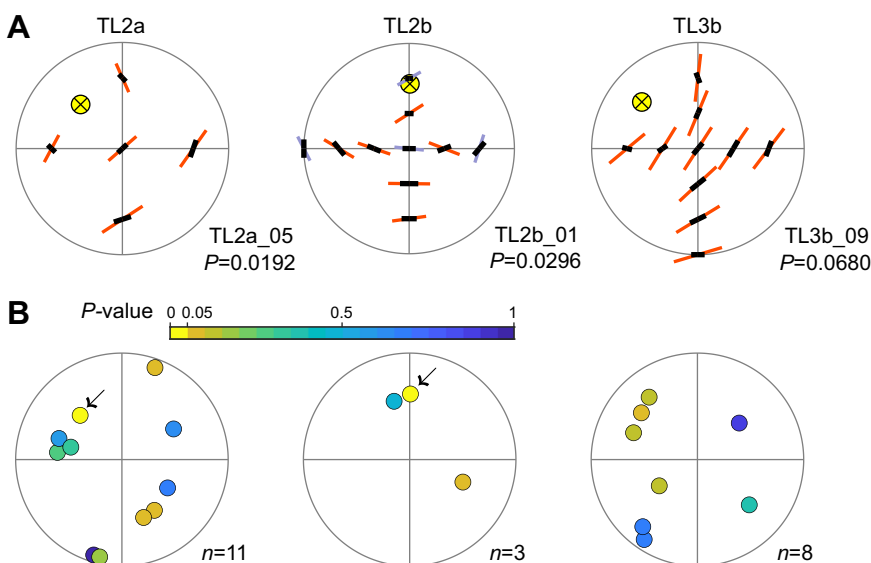 A
TL2a TL2b TL3b
TL2a_05 TL2b_01 TL3b_09
P=0.0192 P=0.0296 P=0.0680
B
P-value 0 0.05 0.5 1
n=11 n=3 n=8